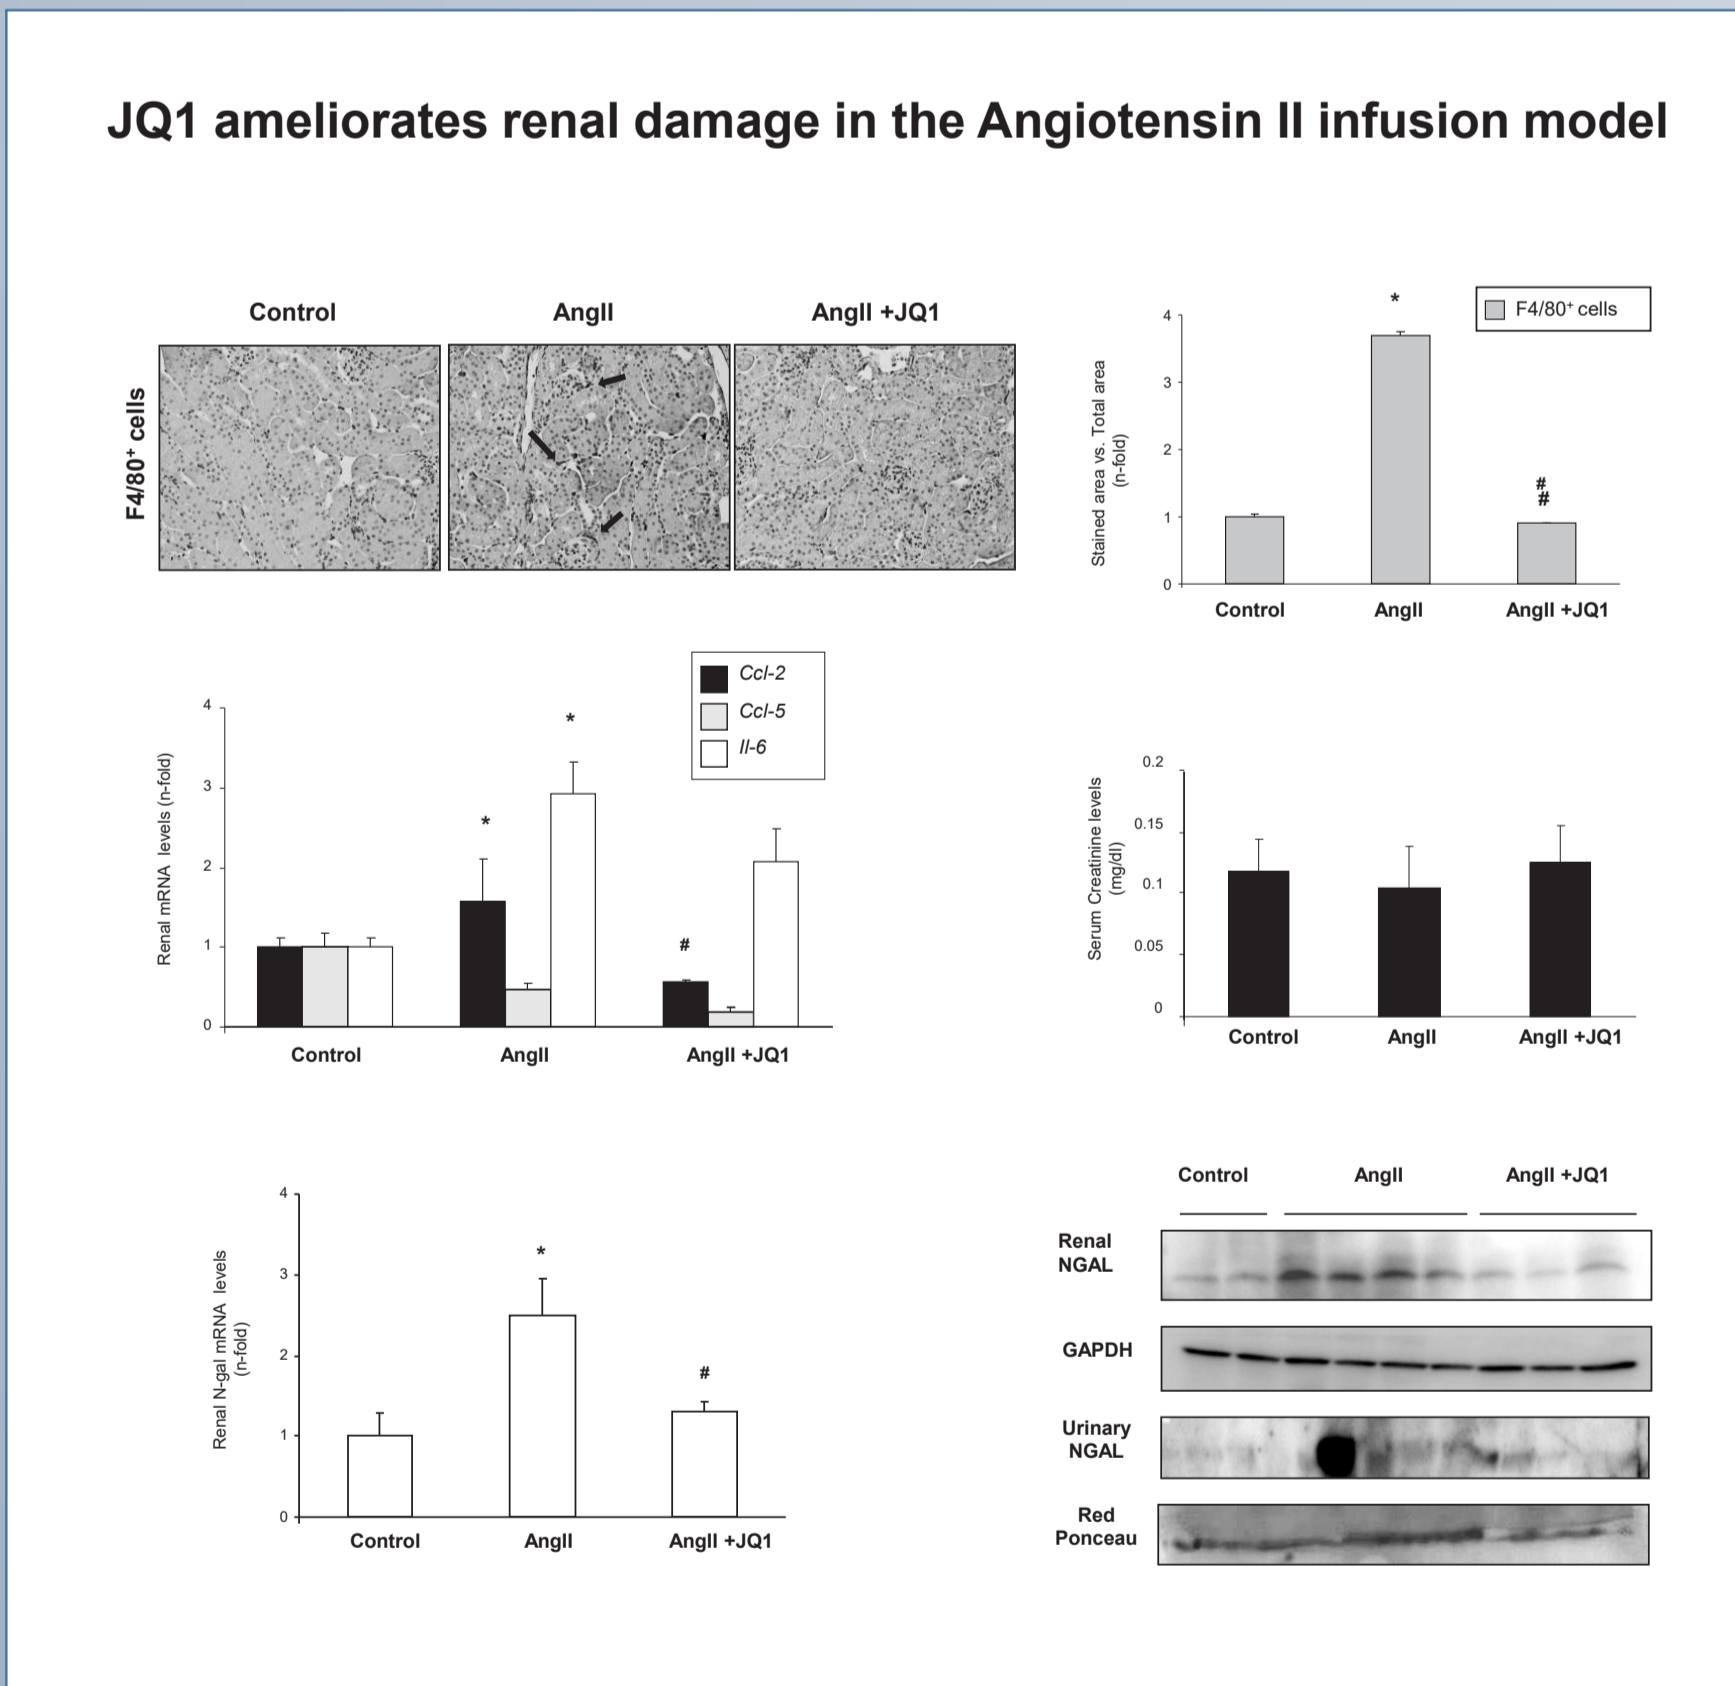 JQ1 ameliorates renal damage in the Angiotensin II infusion model
Control
AngII
AngII +JQ1
F4/80+ cells
F4/80+ cells
*
#
#
Stained area vs. Total area
(n-fold)
4
3
2
1
0
Control
AngII
AngII +JQ1
Ccl-2
Ccl-5
Il-6
Renal mRNA levels (n-fold)
4
3
2
1
0
*
*
#
Control
AngII
AngII +JQ1
Serum Creatinine levels
(mg/dl)
0.2
0.15
0.1
0.05
0
Control
AngII
AngII +JQ1
Renal N-gal mRNA levels
(n-fold)
4
3
2
1
0
*
#
Control
AngII
AngII +JQ1
Control
AngII
AngII +JQ1
Renal
NGAL
GAPDH
Urinary
NGAL
Red
Ponceau